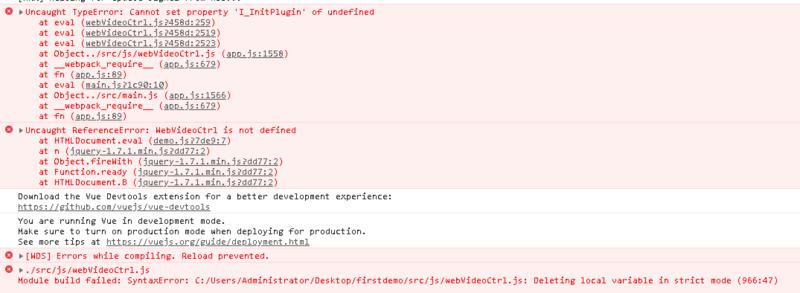 Uncaught TypeError: Cannot set property 'I_InitPlugin' of undefined
at eval (webVideoCtrl.js?458d:259)
at eval (webVideoCtrl.js?458d:2519)
at eval (webVideoCtrl.js?458d:2523)
at Object../src/js/webVideoCtrl.js (app.js:1558)
at __webpack_require__ (app.js:679)
at fn (app.js:89)
at eval (main.js?1c90:10)
at Object../src/main.js (app.js:1566)
at __webpack_require__ (app.js:679)
at fn (app.js:89)
Uncaught ReferenceError: WebVideoCtrl is not defined
at HTMLDocument.eval (demo.js?7de9:7)
at n (jquery-1.7.1.min.js?dd77:2)
at Object.fireWith (jquery-1.7.1.min.js?dd77:2)
at Function.ready (jquery-1.7.1.min.js?dd77:2)
at HTMLDocument.B (jquery-1.7.1.min.js?dd77:2)
Download the Vue Devtools extension for a better development experience:
https://github.com/vuejs/vue-devtools
You are running Vue in development mode.
Make sure to turn on production mode when deploying for production.
See more tips at https://vuejs.org/guide/deployment.html
[WDS] Errors while compiling. Reload prevented.
./src/js/webVideoCtrl.js
Module build failed: SyntaxError: C:/Users/Administrator/Desktop/firstdemo/src/js/webVideoCtrl.js: Deleting local variable in strict mode (966:47)